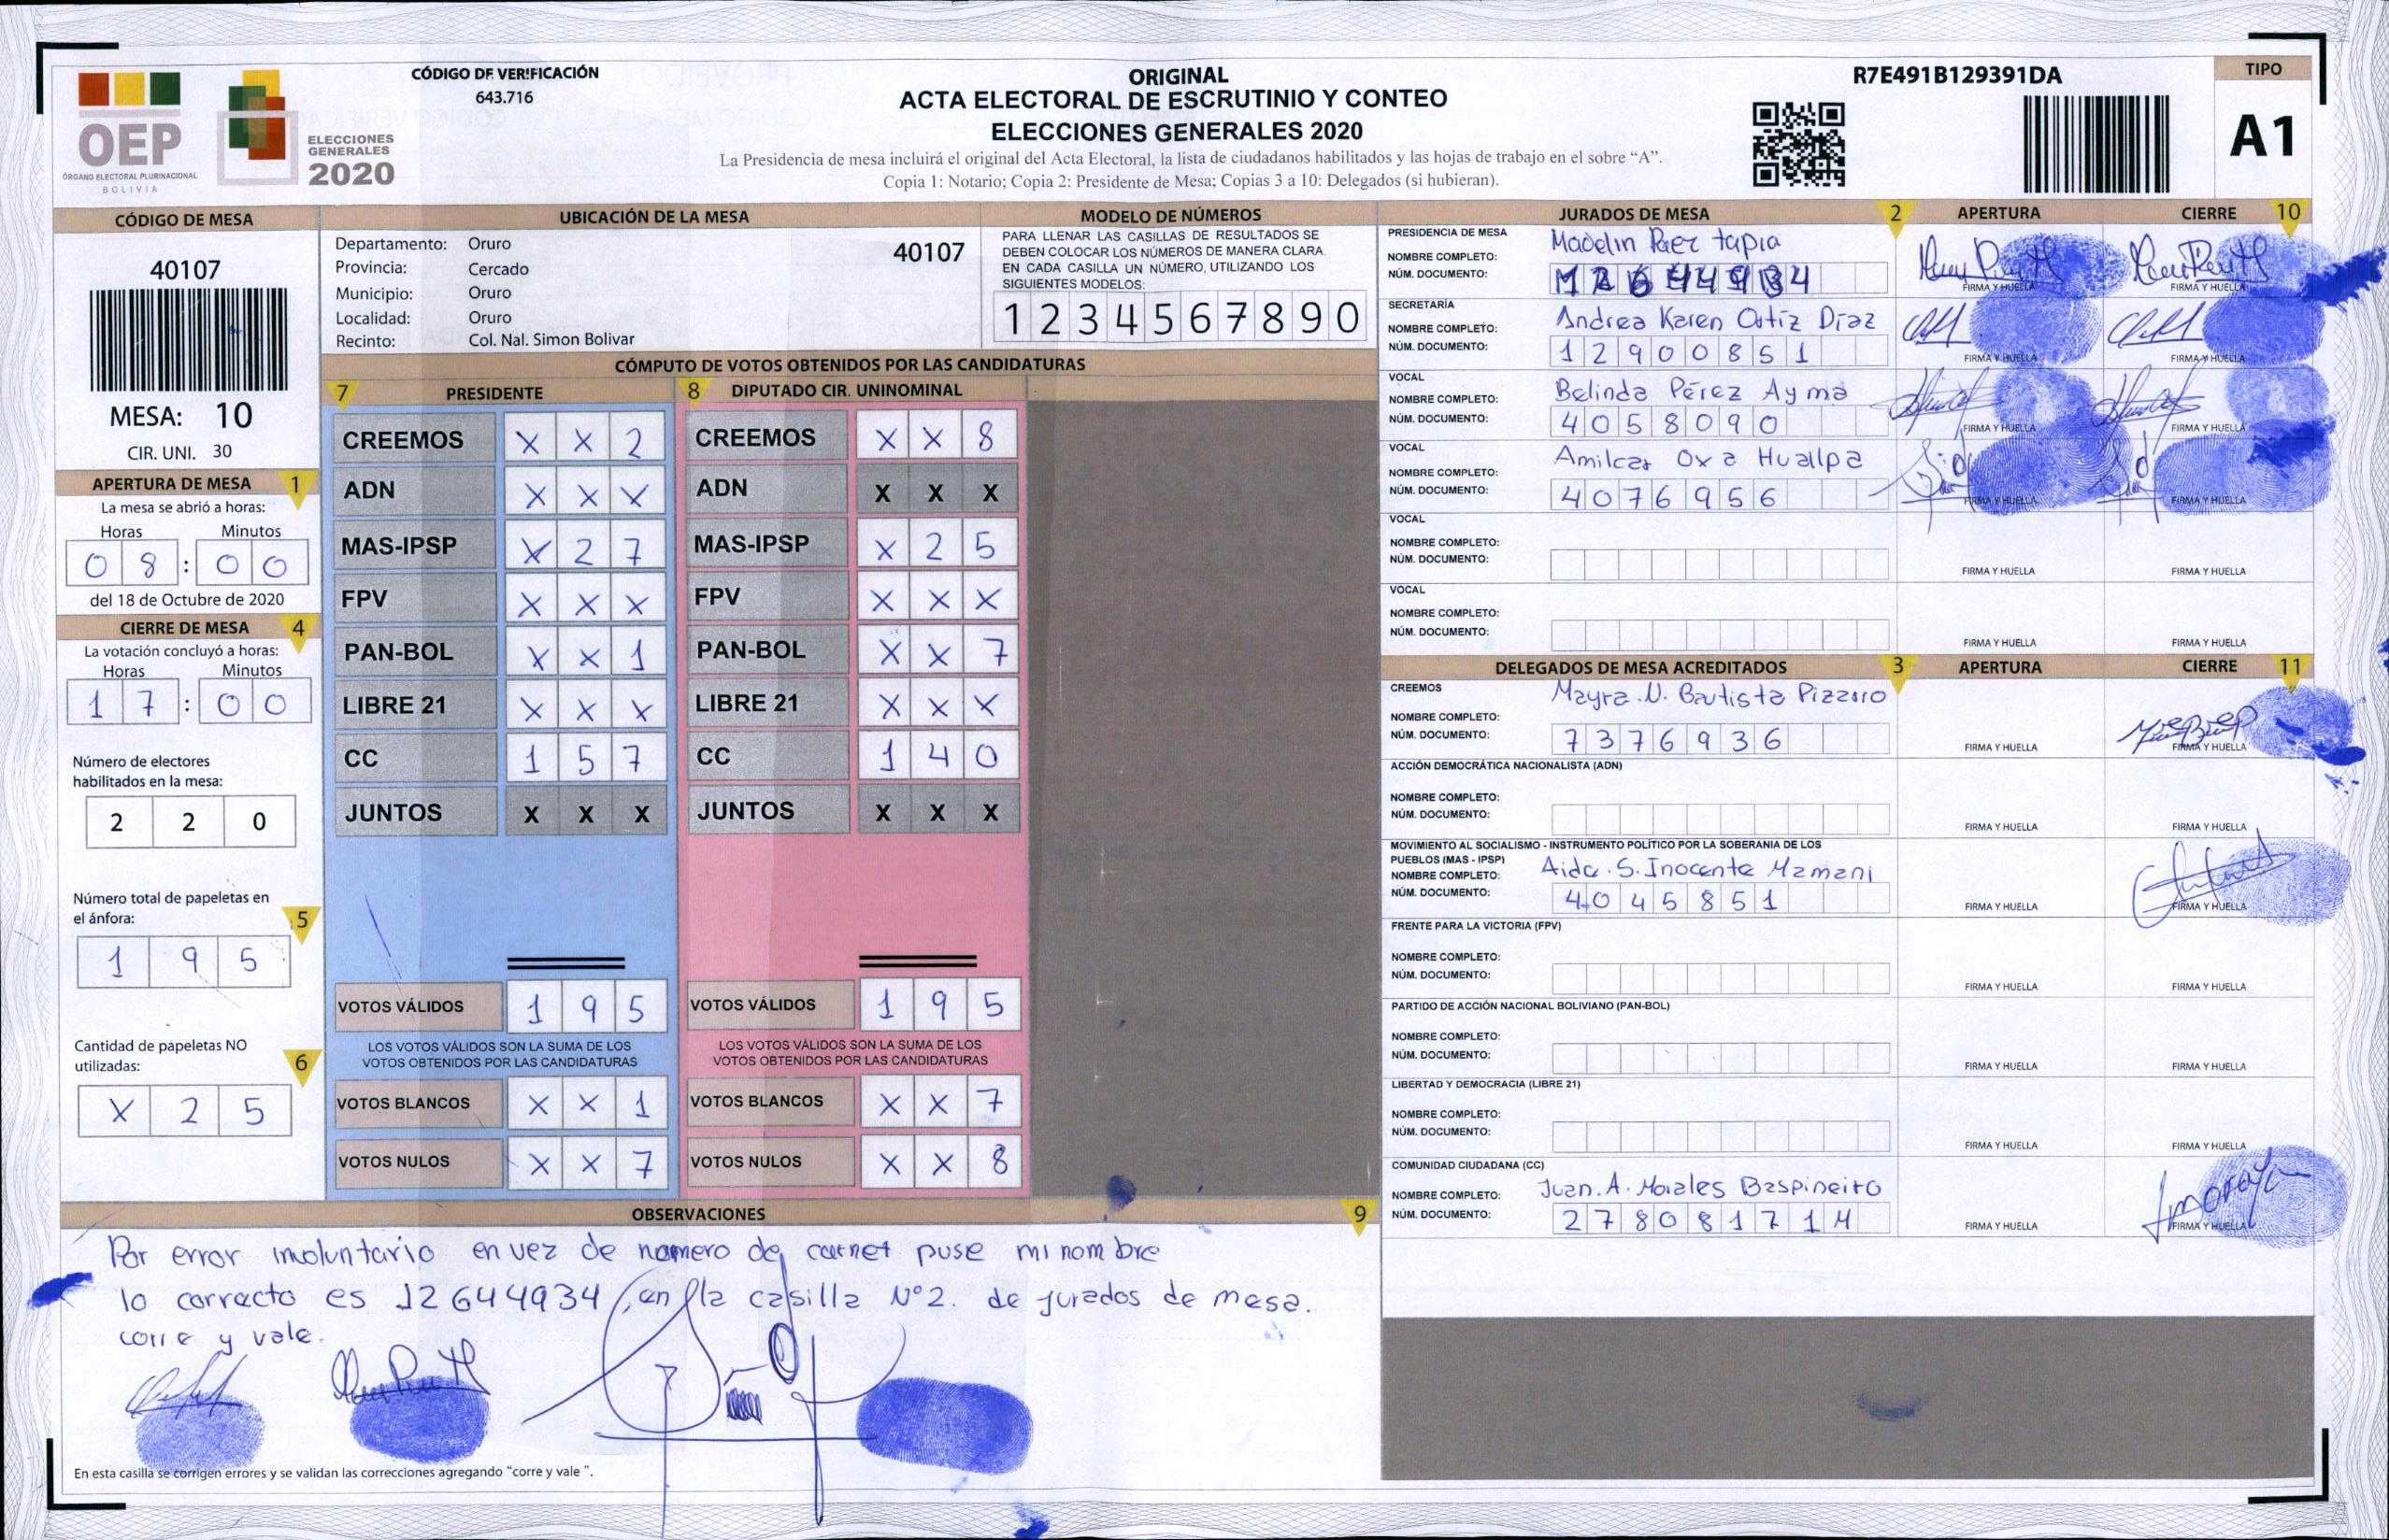 CÓDIGO DE VERIFICACIÓN
643.716
OEP
ÓRGANO ELECTORAL PLURINACIONAL
BOLIVIA
ELECCIONES
GENERALES
2020
ORIGINAL
ACTA ELECTORAL DE ESCRUTINIO Y CONTEO
ELECCIONES GENERALES 2020
La Presidencia de mesa incluirá el original del Acta Electoral, la lista de ciudadanos habilitados y las hojas de trabajo en el sobre “A”.
Copia 1: Notario; Copia 2: Presidente de Mesa; Copias 3 a 10: Delegados (si hubieran).
R7E491B129391DA
TIPO
A1
CÓDIGO DE MESA
40107
MESA: 10
CIR. UNI. 30
APERTURA DE MESA 1
La mesa se abrió a horas:
Horas Minutos
0 8 : 0 0
del 18 de Octubre de 2020
CIERRE DE MESA 4
La votación concluyó a horas:
Horas Minutos
1 7 : 0 0
Número de electores
habilitados en la mesa:
2 2 0
Número total de papeletas en
el ánfora: 5
1 9 5
Cantidad de papeletas NO
utilizadas: 6
X 2 5
UBICACIÓN DE LA MESA
Departamento: Oruro 40107
Provincia: Cercado
Municipio: Oruro
Localidad: Oruro
Recinto: Col. Nal. Simon Bolivar
MODELO DE NÚMEROS
PARA LLENAR LAS CASILLAS DE RESULTADOS SE
DEBEN COLOCAR LOS NÚMEROS DE MANERA CLARA.
EN CADA CASILLA UN NÚMERO, UTILIZANDO LOS
SIGUIENTES MODELOS:
1 2 3 4 5 6 7 8 9 0
CÓMPUTO DE VOTOS OBTENIDOS POR LAS CANDIDATURAS
7 PRESIDENTE
CREEMOS X X 2
ADN X X X
MAS-IPSP X 2 7
FPV X X X
PAN-BOL X X 1
LIBRE 21 X X X
CC 1 5 7
JUNTOS X X X
VOTOS VÁLIDOS 1 9 5
LOS VOTOS VÁLIDOS SON LA SUMA DE LOS
VOTOS OBTENIDOS POR LAS CANDIDATURAS
VOTOS BLANCOS X X 1
VOTOS NULOS X X 7
8 DIPUTADO CIR. UNINOMINAL
CREEMOS X X 8
ADN X X X
MAS-IPSP X 2 5
FPV X X X
PAN-BOL X X 7
LIBRE 21 X X X
CC 1 4 0
JUNTOS X X X
VOTOS VÁLIDOS 1 9 5
LOS VOTOS VÁLIDOS SON LA SUMA DE LOS
VOTOS OBTENIDOS POR LAS CANDIDATURAS
VOTOS BLANCOS X X 7
VOTOS NULOS X X 8
OBSERVACIONES 9
Por error involuntario en vez de numero de carnet puse mi nombre
lo correcto es 12644934, en la casilla Nº2. de jurados de mesa.
corre y vale.
En esta casilla se corrigen errores y se validan las correcciones agregando “corre y vale ”.
JURADOS DE MESA 2 APERTURA CIERRE 10
PRESIDENCIA DE MESA
NOMBRE COMPLETO: Madelin Paez tapia
NÚM. DOCUMENTO: 12644934
FIRMA Y HUELLA FIRMA Y HUELLA
SECRETARÍA
NOMBRE COMPLETO: Andrea Karen Ortiz Diaz
NÚM. DOCUMENTO: 1 2 9 0 0 8 5 1
FIRMA Y HUELLA FIRMA Y HUELLA
VOCAL
NOMBRE COMPLETO: Belinda Pérez Ayma
NÚM. DOCUMENTO: 4 0 5 8 0 9 0
FIRMA Y HUELLA FIRMA Y HUELLA
VOCAL
NOMBRE COMPLETO: Amilcar Oxa Huallpa
NÚM. DOCUMENTO: 4 0 7 6 9 5 6
FIRMA Y HUELLA FIRMA Y HUELLA
VOCAL
NOMBRE COMPLETO:
NÚM. DOCUMENTO:
FIRMA Y HUELLA FIRMA Y HUELLA
VOCAL
NOMBRE COMPLETO:
NÚM. DOCUMENTO:
FIRMA Y HUELLA FIRMA Y HUELLA
DELEGADOS DE MESA ACREDITADOS 3 APERTURA CIERRE 11
CREEMOS
NOMBRE COMPLETO: Mayra. N. Bautista Pizarro
NÚM. DOCUMENTO: 7 3 7 6 9 3 6
FIRMA Y HUELLA FIRMA Y HUELLA
ACCIÓN DEMOCRÁTICA NACIONALISTA (ADN)
NOMBRE COMPLETO:
NÚM. DOCUMENTO:
FIRMA Y HUELLA FIRMA Y HUELLA
MOVIMIENTO AL SOCIALISMO - INSTRUMENTO POLÍTICO POR LA SOBERANIA DE LOS
PUEBLOS (MAS - IPSP)
NOMBRE COMPLETO: Aida. S. Inocente Mamani
NÚM. DOCUMENTO: 4 0 4 5 8 5 1
FIRMA Y HUELLA FIRMA Y HUELLA
FRENTE PARA LA VICTORIA (FPV)
NOMBRE COMPLETO:
NÚM. DOCUMENTO:
FIRMA Y HUELLA FIRMA Y HUELLA
PARTIDO DE ACCIÓN NACIONAL BOLIVIANO (PAN-BOL)
NOMBRE COMPLETO:
NÚM. DOCUMENTO:
FIRMA Y HUELLA FIRMA Y HUELLA
LIBERTAD Y DEMOCRACIA (LIBRE 21)
NOMBRE COMPLETO:
NÚM. DOCUMENTO:
FIRMA Y HUELLA FIRMA Y HUELLA
COMUNIDAD CIUDADANA (CC)
NOMBRE COMPLETO: Juan. A. Morales Baspineiro
NÚM. DOCUMENTO: 2 7 8 0 8 1 7 1 M
FIRMA Y HUELLA FIRMA Y HUELLA